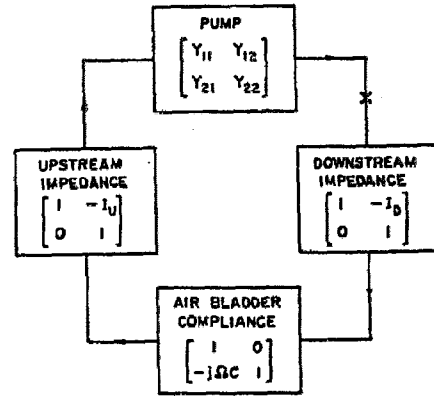 PUMP
Y11 Y12
Y21 Y22
UPSTREAM
IMPEDANCE
1 -IU
0 1
DOWNSTREAM
IMPEDANCE
1 -ID
0 1
AIR BLADDER
COMPLIANCE
1 0
-jΩC 1